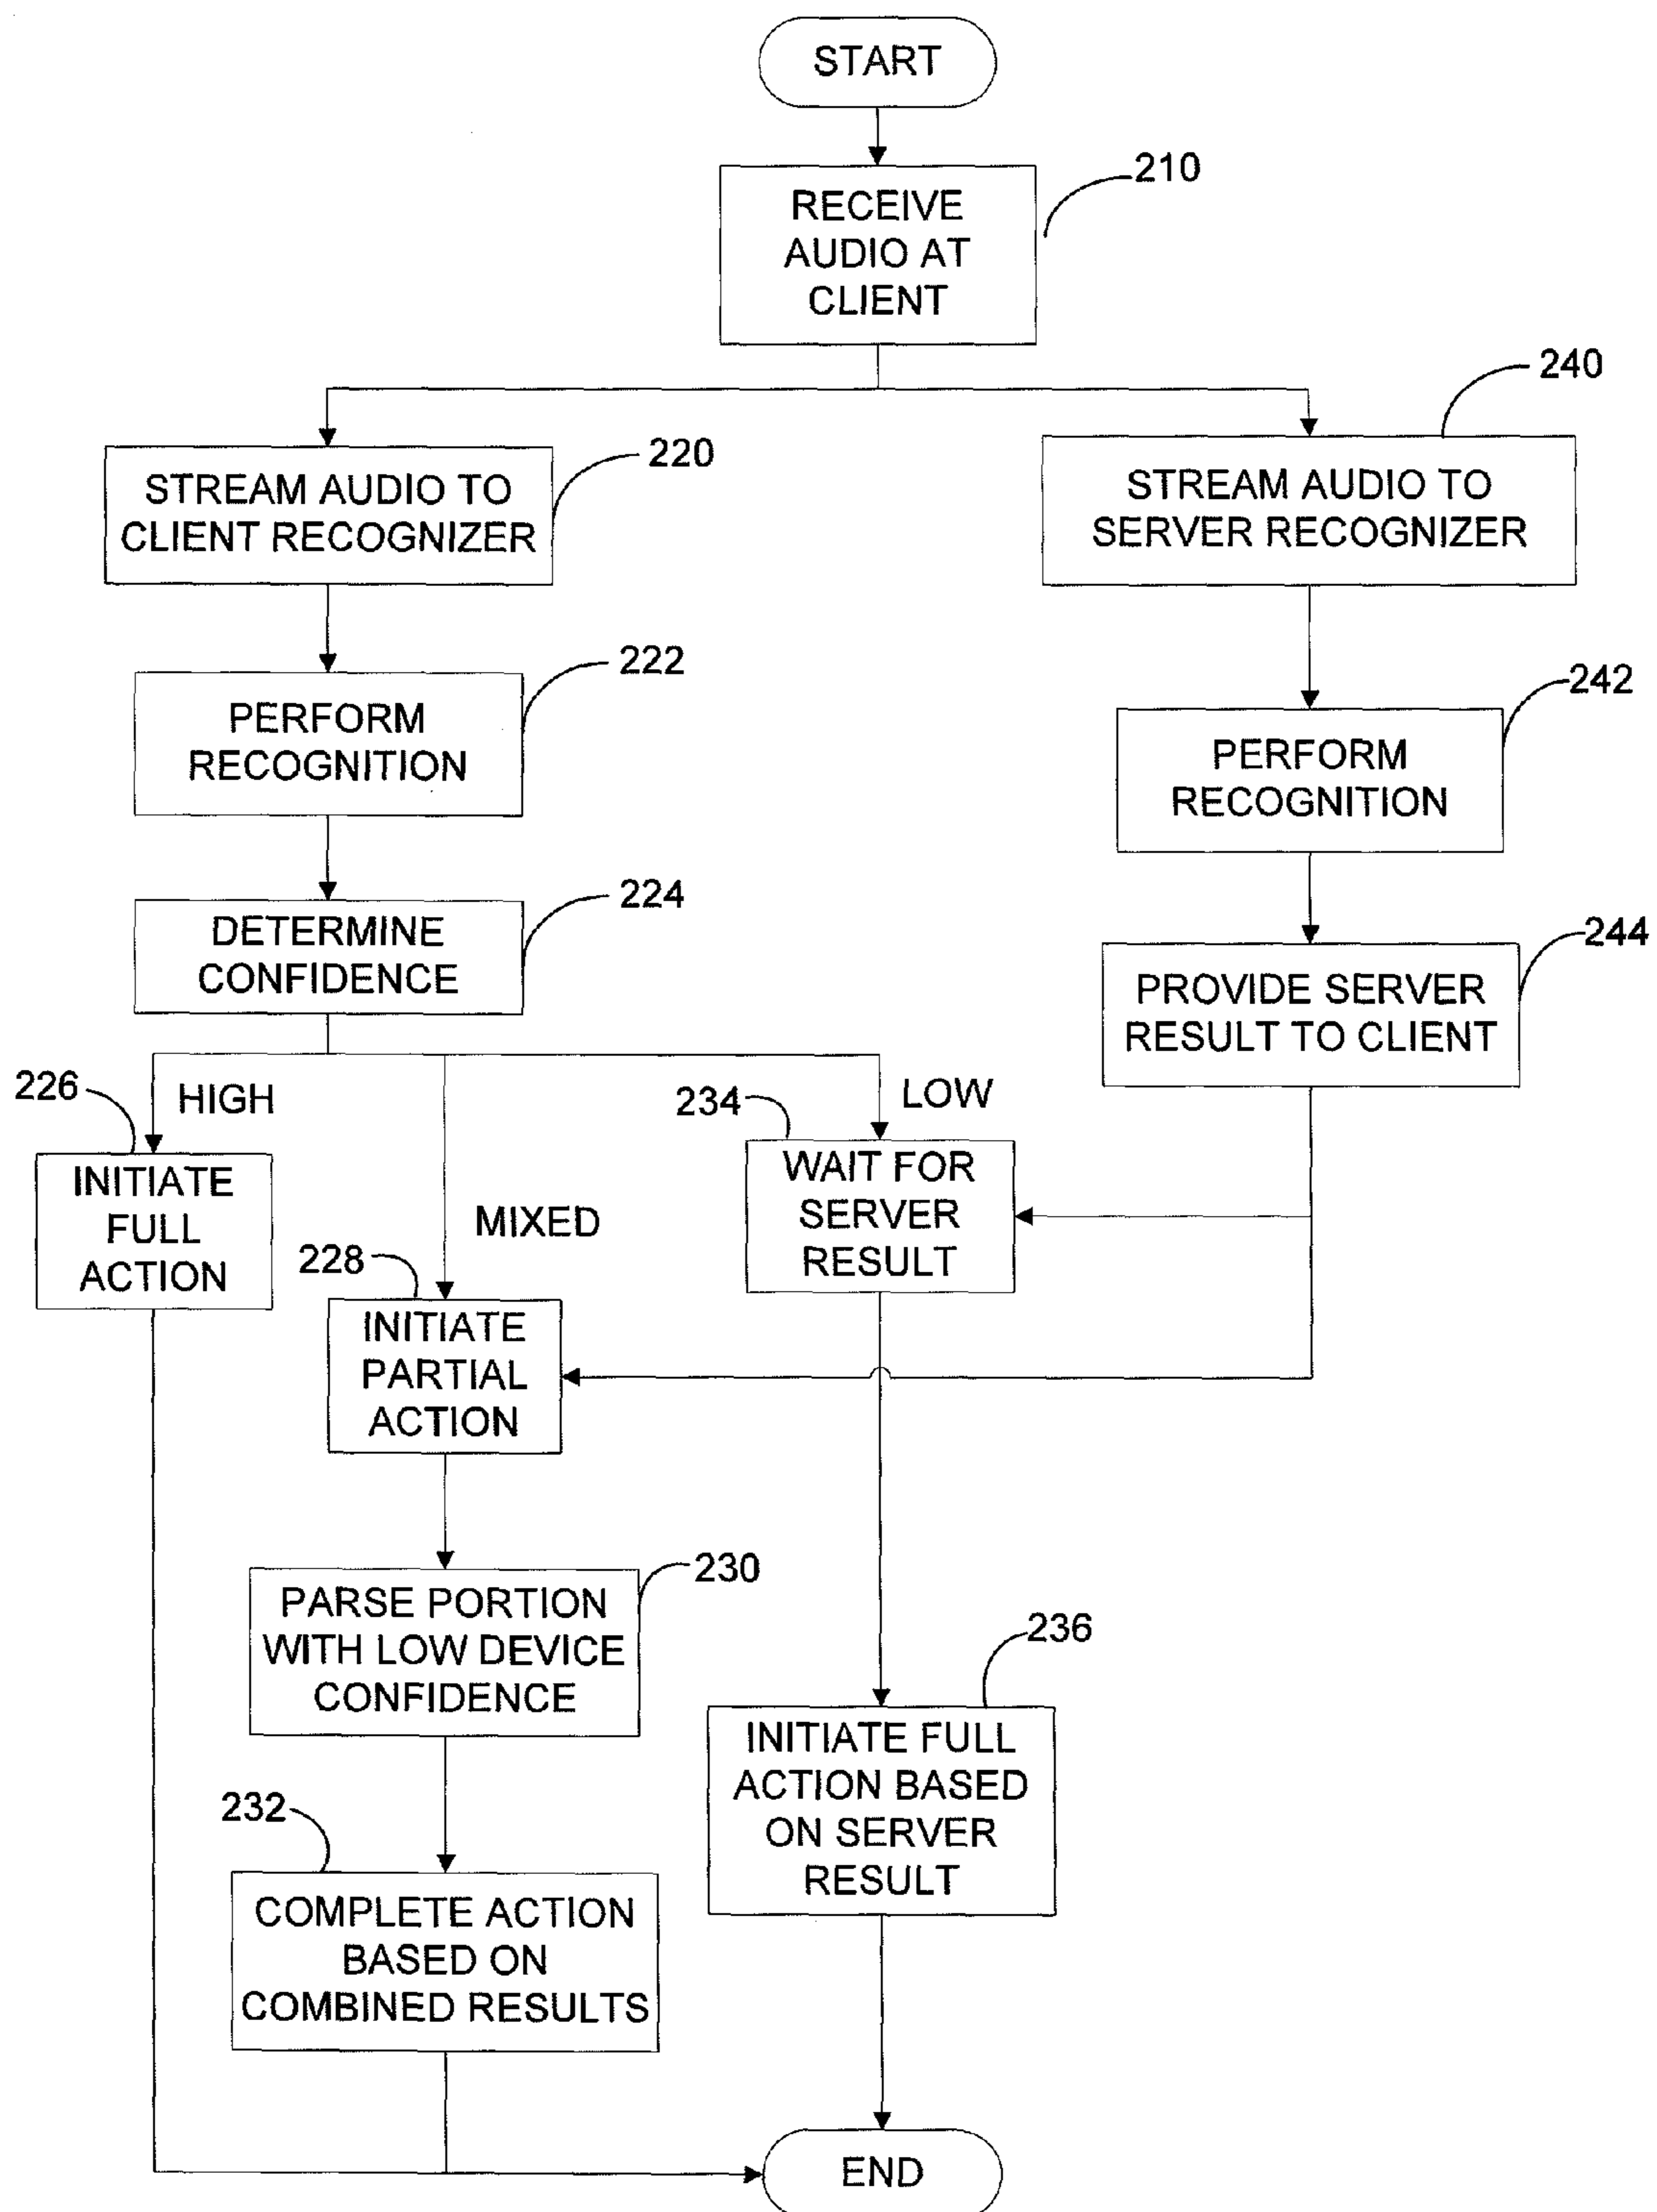 START
210
RECEIVE
AUDIO AT
CLIENT
240
220
STREAM AUDIO TO
CLIENT RECOGNIZER
STREAM AUDIO TO
SERVER RECOGNIZER
222
PERFORM
RECOGNITION
242
PERFORM
RECOGNITION
224
DETERMINE
CONFIDENCE
244
PROVIDE SERVER
RESULT TO CLIENT
226
HIGH
234
LOW
INITIATE
FULL
ACTION
WAIT FOR
SERVER
RESULT
MIXED
228
INITIATE
PARTIAL
ACTION
230
PARSE PORTION
WITH LOW DEVICE
CONFIDENCE
236
INITIATE FULL
ACTION BASED
ON SERVER
RESULT
232
COMPLETE ACTION
BASED ON
COMBINED RESULTS
END